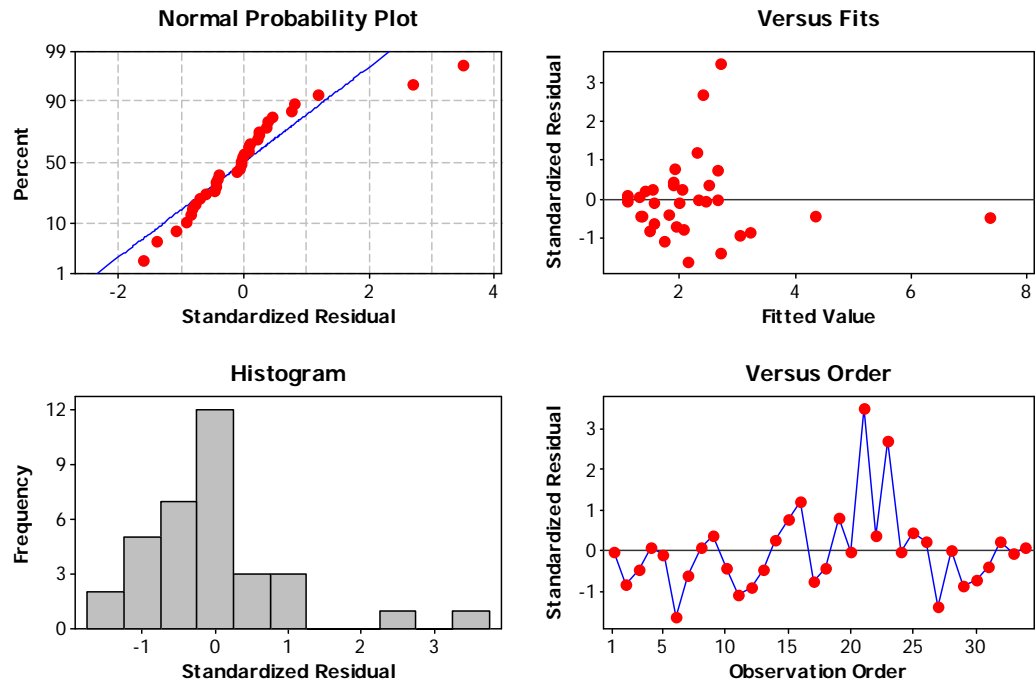 Normal Probability Plot
99
90
50
10
1
Percent
-2 0 2 4
Standardized Residual
Versus Fits
3
2
1
0
-1
Standardized Residual
2 4 6 8
Fitted Value
Histogram
12
9
6
3
0
Frequency
-1 0 1 2 3
Standardized Residual
Versus Order
3
2
1
0
-1
Standardized Residual
1 5 10 15 20 25 30
Observation Order